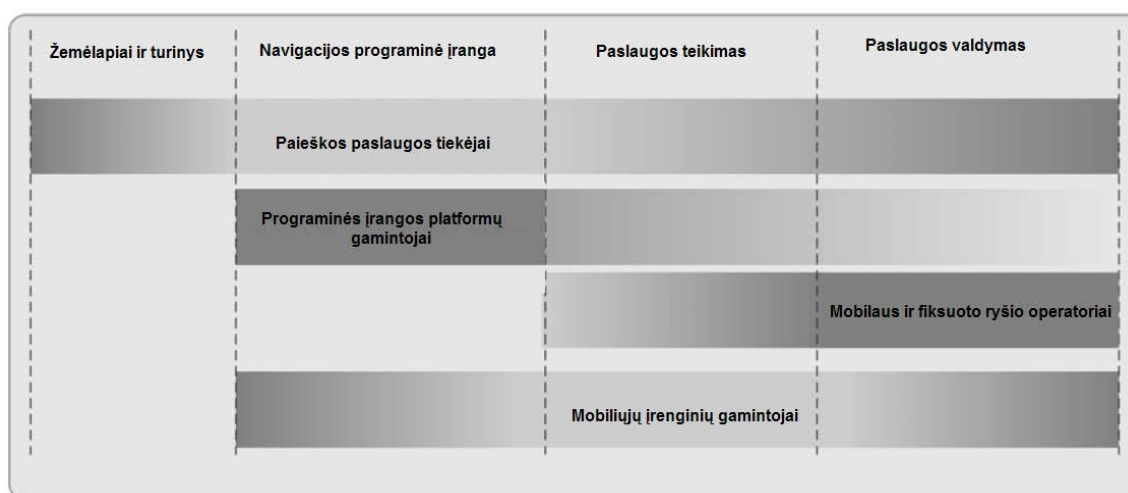 Žemėlapiai ir turinys
Navigacijos programinė įranga
Paslaugos teikimas
Paslaugos valdymas
Paieškos paslaugos tiekėjai
Programinės įrangos platformų
gamintojai
Mobilaus ir fiksuoto ryšio operatoriai
Mobiliųjų įrenginių gamintojai